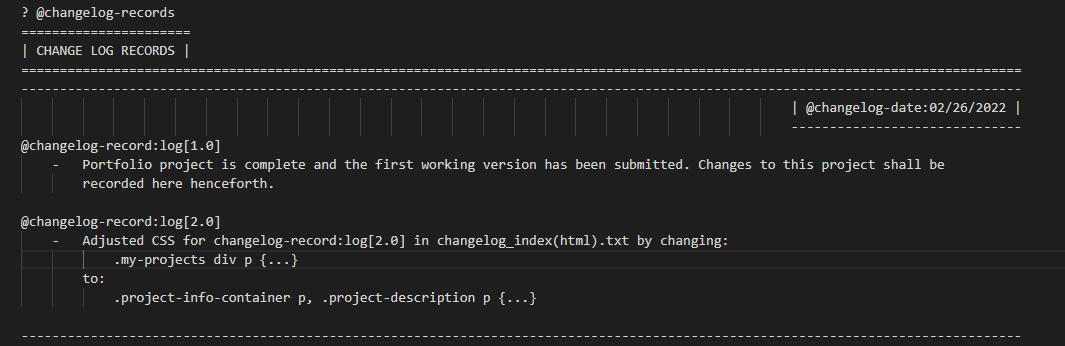 ? @changelog-records
======================
| CHANGE LOG RECORDS |
==================================================================================================================================
----------------------------------------------------------------------------------------------------------------------------------
| @changelog-date:02/26/2022 |
------------------------------
@changelog-record:log[1.0]
- Portfolio project is complete and the first working version has been submitted. Changes to this project shall be
recorded here henceforth.
@changelog-record:log[2.0]
- Adjusted CSS for changelog-record:log[2.0] in changelog_index(html).txt by changing:
.my-projects div p {...}
to:
.project-info-container p, .project-description p {...}
----------------------------------------------------------------------------------------------------------------------------------